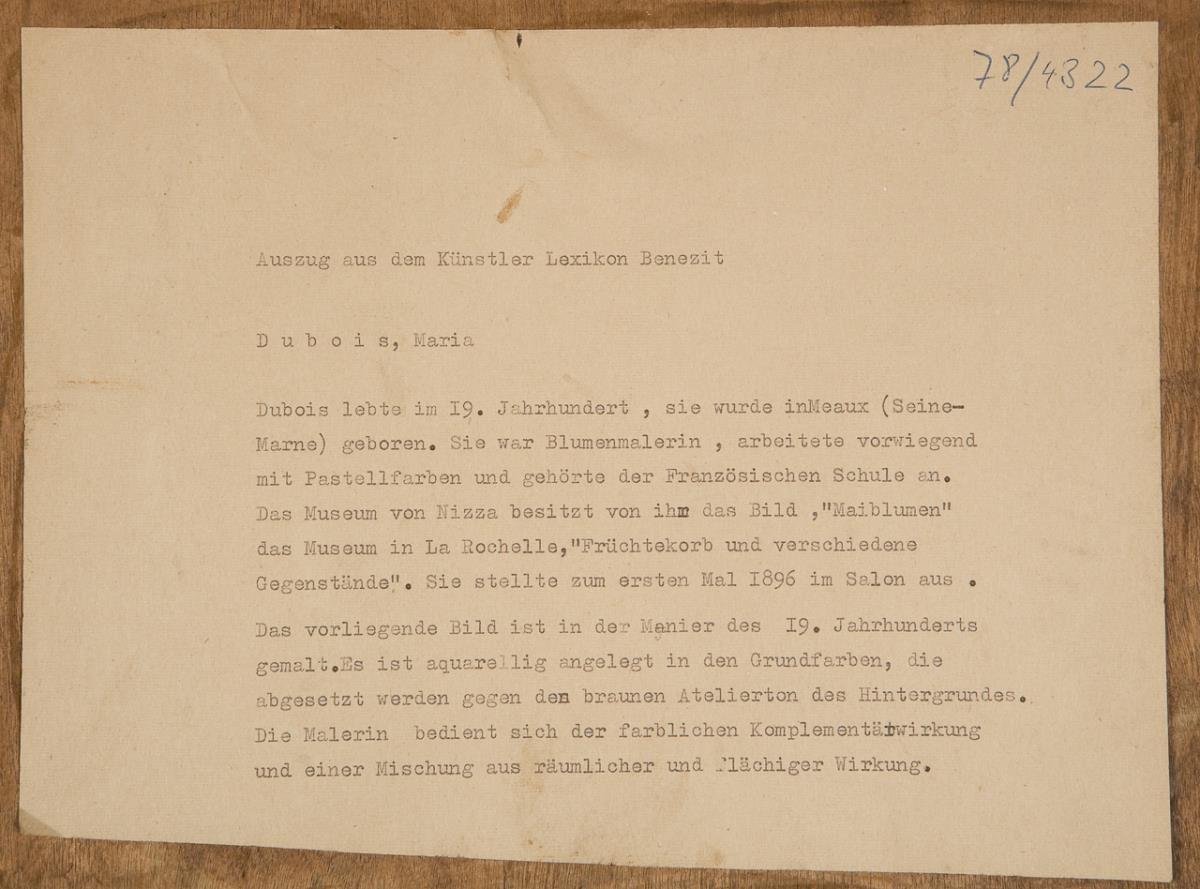 78/4322
Auszug aus dem Künstler Lexikon Benezit
D u b o i s, Maria
Dubois lebte im I9. Jahrhundert , sie wurde inMeaux (Seine-
Marne) geboren. Sie war Blumenmalerin , arbeitete vorwiegend
mit Pastellfarben und gehörte der Französischen Schule an.
Das Museum von Nizza besitzt von ihr das Bild ,"Maiblumen"
das Museum in La Rochelle,"Früchtekorb und verschiedene
Gegenstände". Sie stellte zum ersten Mal I896 im Salon aus .
Das vorliegende Bild ist in der Manier des I9. Jahrhunderts
gemalt.Es ist aquarellig angelegt in den Grundfarben, die
abgesetzt werden gegen den braunen Atelierton des Hintergrundes.
Die Malerin bedient sich der farblichen Komplementärwirkung
und einer Mischung aus räumlicher und flächiger Wirkung.